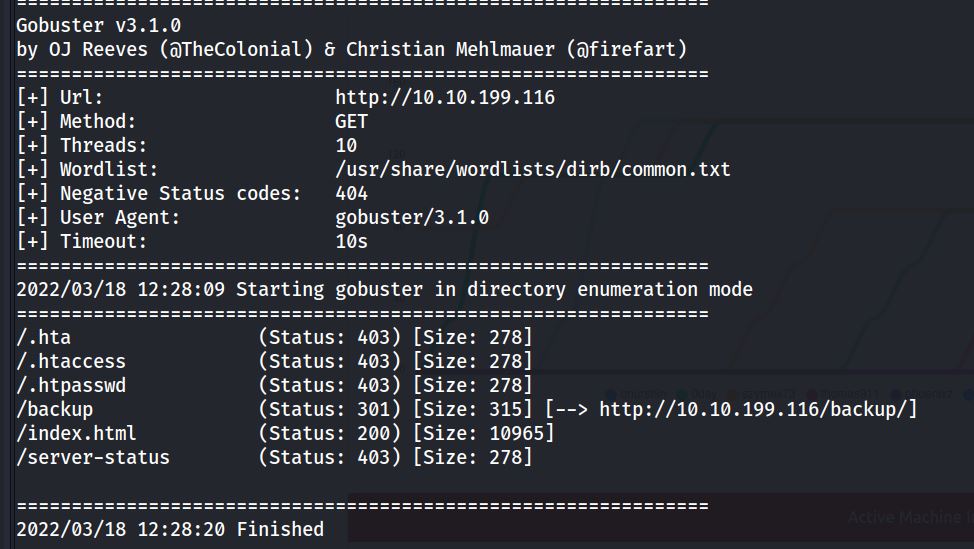 ===============================================================
Gobuster v3.1.0
by OJ Reeves (@TheColonial) & Christian Mehlmauer (@firefart)
===============================================================
[+] Url:                     http://10.10.199.116
[+] Method:                  GET
[+] Threads:                 10
[+] Wordlist:                /usr/share/wordlists/dirb/common.txt
[+] Negative Status codes:   404
[+] User Agent:              gobuster/3.1.0
[+] Timeout:                 10s
===============================================================
2022/03/18 12:28:09 Starting gobuster in directory enumeration mode
===============================================================
/.hta                 (Status: 403) [Size: 278]
/.htaccess            (Status: 403) [Size: 278]
/.htpasswd            (Status: 403) [Size: 278]
/backup               (Status: 301) [Size: 315] [--> http://10.10.199.116/backup/]
/index.html           (Status: 200) [Size: 10965]
/server-status        (Status: 403) [Size: 278]
===============================================================
Active Machine
2022/03/18 12:28:20 Finished